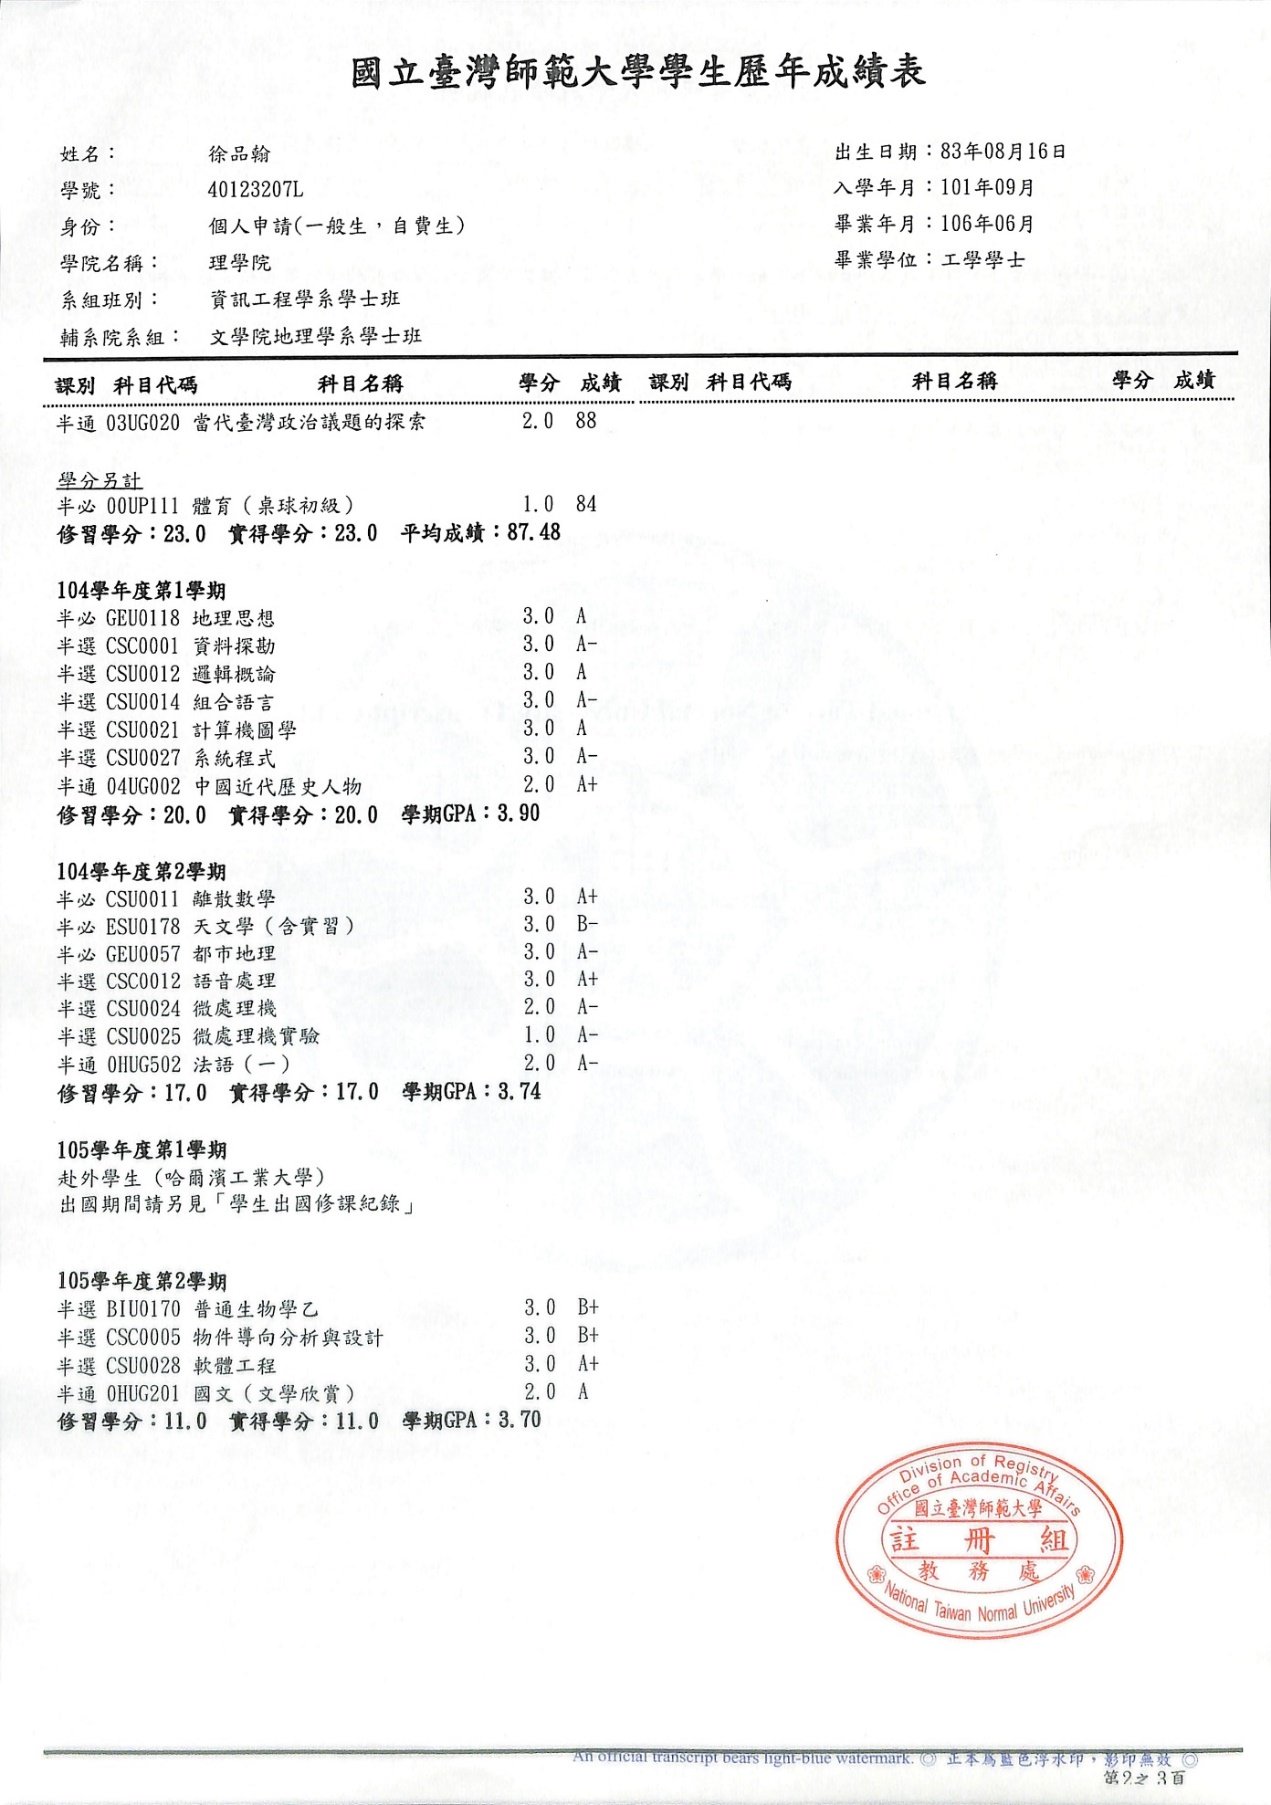 國立臺灣師範大學學生歷年成績表
姓名： 徐品翰
出生日期：83年08月16日
學號： 40123207L
入學年月：101年09月
身份： 個人申請(一般生，自費生)
畢業年月：106年06月
學院名稱： 理學院
畢業學位：工學學士
系組班別： 資訊工程學系學士班
輔系院系組： 文學院地理學系學士班
課別 科目代碼 科目名稱 學分 成績 課別 科目代碼 科目名稱 學分 成績
半通 03UG020 當代臺灣政治議題的探索 2.0 88
學分另計
半必 00UP111 體育（桌球初級） 1.0 84
修習學分：23.0 實得學分：23.0 平均成績：87.48
104學年度第1學期
半必 GEU0118 地理思想 3.0 A
半選 CSC0001 資料探勘 3.0 A-
半選 CSU0012 邏輯概論 3.0 A
半選 CSU0014 組合語言 3.0 A-
半選 CSU0021 計算機圖學 3.0 A
半選 CSU0027 系統程式 3.0 A-
半通 04UG002 中國近代歷史人物 2.0 A+
修習學分：20.0 實得學分：20.0 學期GPA：3.90
104學年度第2學期
半必 CSU0011 離散數學 3.0 A+
半必 ESU0178 天文學（含實習） 3.0 B-
半必 GEU0057 都市地理 3.0 A-
半選 CSC0012 語音處理 3.0 A+
半選 CSU0024 微處理機 2.0 A-
半選 CSU0025 微處理機實驗 1.0 A-
半通 0HUG502 法語（一） 2.0 A-
修習學分：17.0 實得學分：17.0 學期GPA：3.74
105學年度第1學期
赴外學生（哈爾濱工業大學）
出國期間請另見「學生出國修課紀錄」
105學年度第2學期
半選 BIU0170 普通生物學乙 3.0 B+
半選 CSC0005 物件導向分析與設計 3.0 B+
半選 CSU0028 軟體工程 3.0 A+
半通 0HUG201 國文（文學欣賞） 2.0 A
修習學分：11.0 實得學分：11.0 學期GPA：3.70
Division of Registry
Office of Academic Affairs
國立臺灣師範大學
註冊組
教務處
National Taiwan Normal University
An official transcript bears light-blue watermark. ◎ 正本為藍色浮水印，影印無效 ◎
第2之3頁